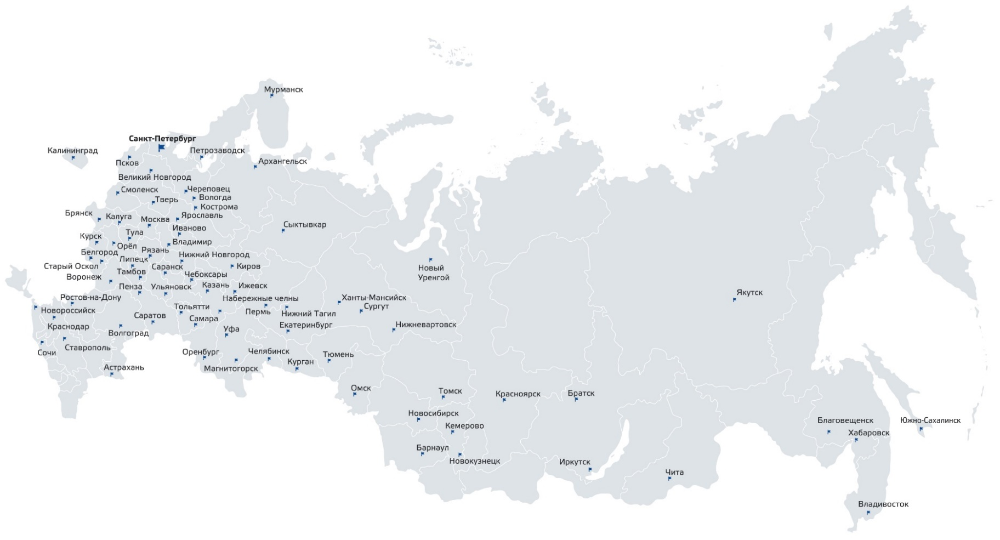 Мурманск
Санкт-Петербург
Калининград
Петрозаводск
Псков
Архангельск
Великий Новгород
Смоленск
Череповец
Вологда
Тверь
Кострома
Брянск
Калуга
Москва
Ярославль
Сыктывкар
Иваново
Тула
Курск
Орёл
Владимир
Белгород
Рязань
Нижний Новгород
Липецк
Старый Оскол
Саранск
Киров
Тамбов
Чебоксары
Воронеж
Новый
Уренгой
Пенза
Ульяновск
Казань
Ижевск
Якутск
Ростов-на-Дону
Набережные челны
Ханты-Мансийск
Тольятти
Сургут
Новороссийск
Пермь
Нижний Тагил
Саратов
Самара
Краснодар
Екатеринбург
Нижневартовск
Уфа
Волгоград
Ставрополь
Сочи
Оренбург
Челябинск
Тюмень
Курган
Астрахань
Магнитогорск
Омск
Томск
Красноярск
Братск
Новосибирск
Кемерово
Благовещенск
Южно-Сахалинск
Хабаровск
Барнаул
Новокузнецк
Иркутск
Чита
Владивосток